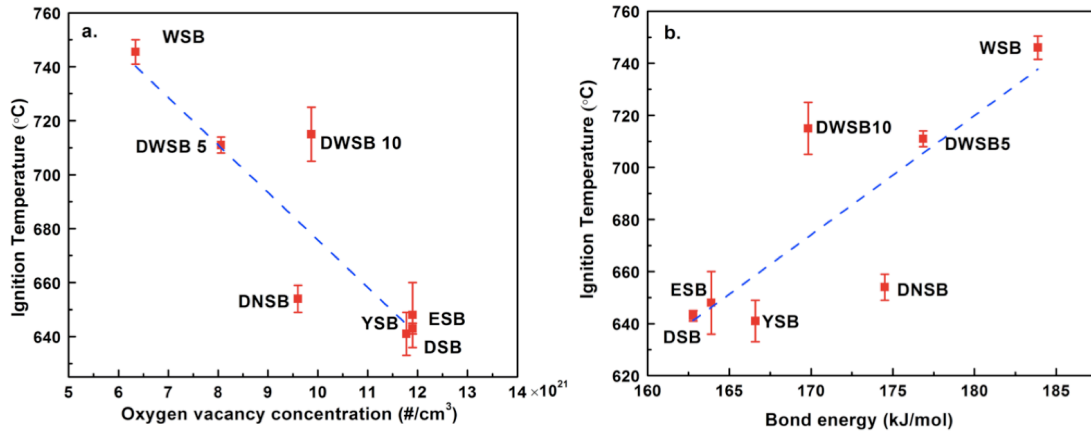 a.
Ignition Temperature (°C)
760
740
720
700
680
660
640
WSB
DWSB 5
DWSB 10
DNSB
YSB
ESB
DSB
5 6 7 8 9 10 11 12 13 14 ×10²¹
Oxygen vacancy concentration (#/cm³)
b.
Ignition Temperature (°C)
760
740
720
700
680
660
640
620
WSB
DWSB10
DWSB5
ESB
DSB
YSB
DNSB
160 165 170 175 180 185
Bond energy (kJ/mol)